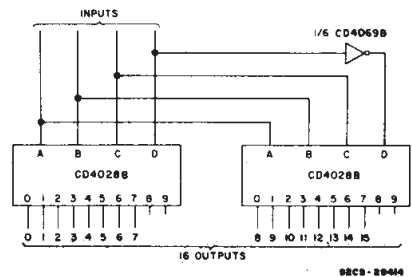 INPUTS
1/6 CD4069B
A B C D A B C D
CD4028B CD4028B
0 1 2 3 4 5 6 7 8 9 0 1 2 3 4 5 6 7 8 9
0 1 2 3 4 5 6 7 8 9 10 11 12 13 14 15
16 OUTPUTS
92CS-29414